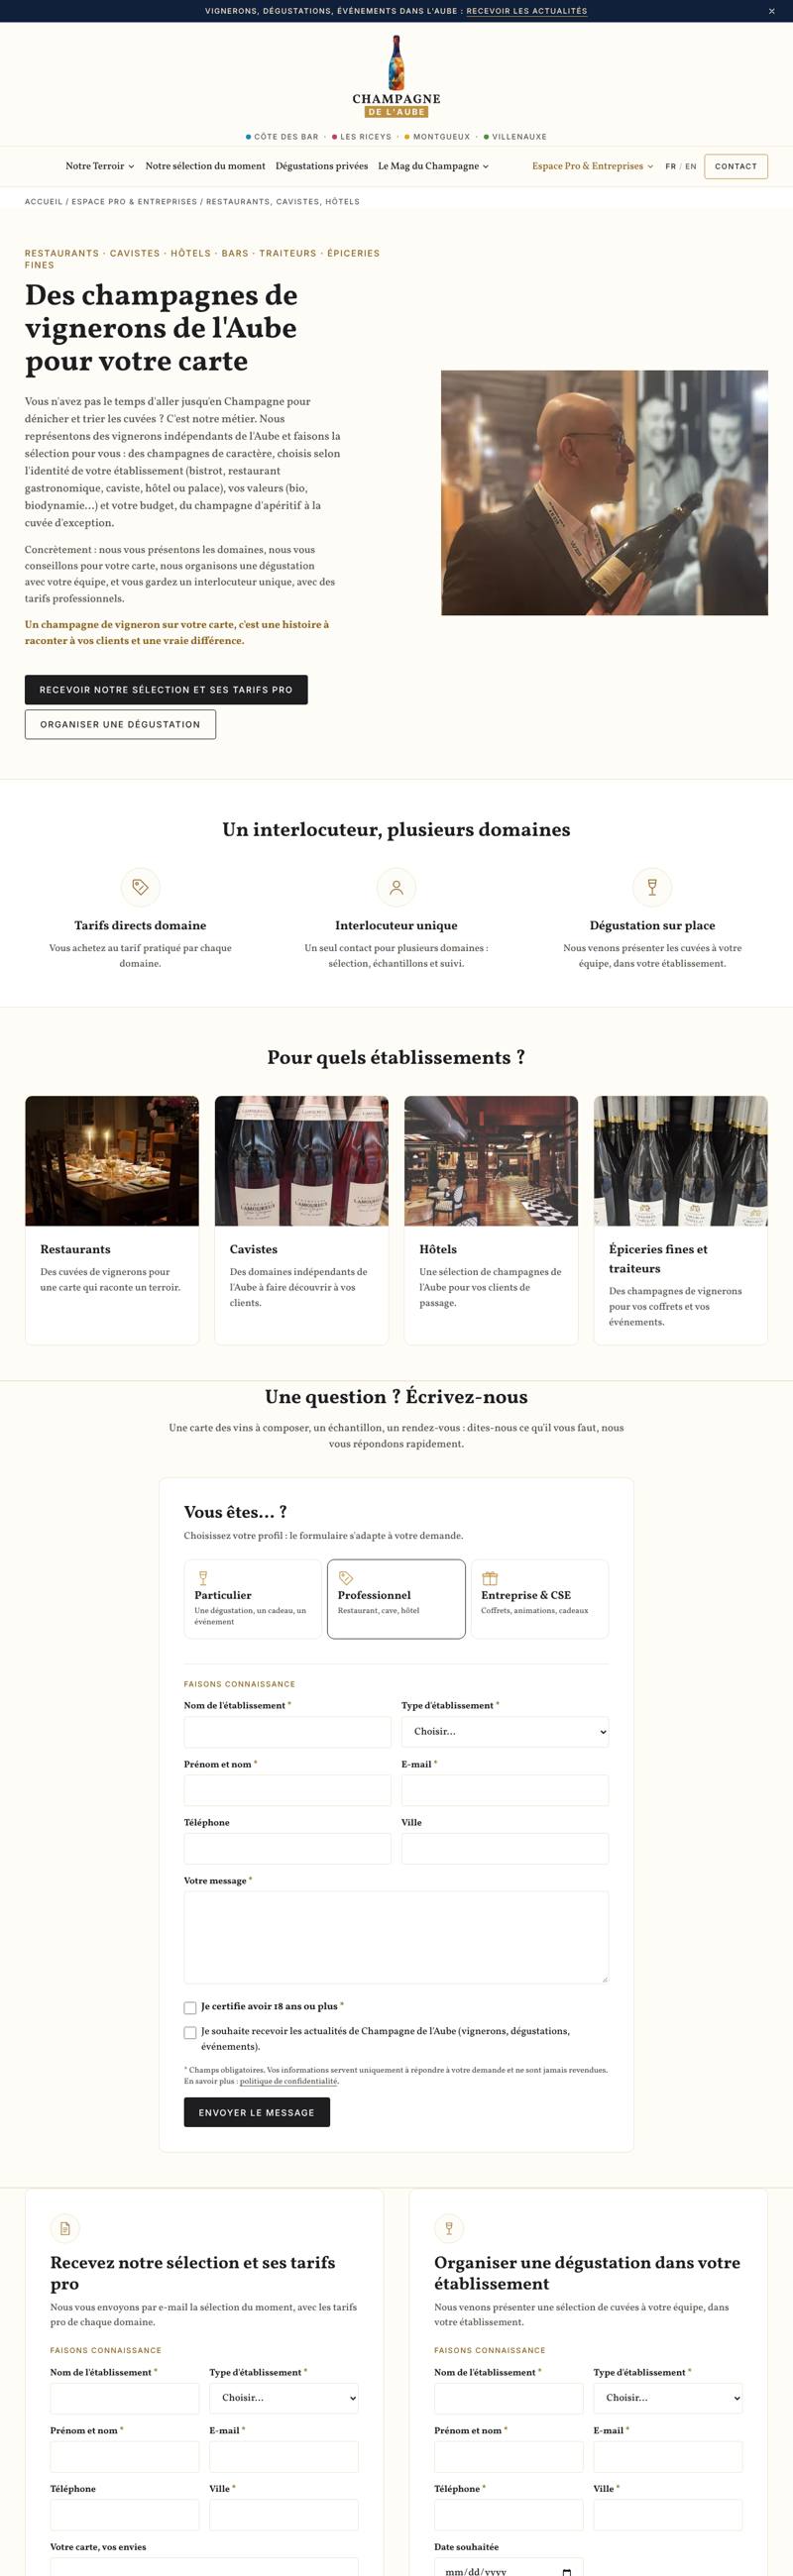 VIGNERONS, DÉGUSTATIONS, ÉVÉNEMENTS DANS L'AUBE : RECEVOIR LES ACTUALITÉS ×
CHAMPAGNE
DE L'AUBE
CÔTE DES BAR · LES RICEYS · MONTGUEUX · VILLENAUXE
Notre Terroir Notre sélection du moment Dégustations privées Le Mag du Champagne Espace Pro & Entreprises FR / EN CONTACT
ACCUEIL / ESPACE PRO & ENTREPRISES / RESTAURANTS, CAVISTES, HÔTELS
RESTAURANTS · CAVISTES · HÔTELS · BARS · TRAITEURS · ÉPICERIES
FINES
Des champagnes de
vignerons de l'Aube
pour votre carte
Vous n'avez pas le temps d'aller jusqu'en Champagne pour
dénicher et trier les cuvées ? C'est notre métier. Nous
représentons des vignerons indépendants de l'Aube et faisons la
sélection pour vous : des champagnes de caractère, choisis selon
l'identité de votre établissement (bistrot, restaurant
gastronomique, caviste, hôtel ou palace), vos valeurs (bio,
biodynamie…) et votre budget, du champagne d'apéritif à la
cuvée d'exception.
Concrètement : nous vous présentons les domaines, nous vous
conseillons pour votre carte, nous organisons une dégustation
avec votre équipe, et vous gardez un interlocuteur unique, avec des
tarifs professionnels.
Un champagne de vigneron sur votre carte, c'est une histoire à
raconter à vos clients et une vraie différence.
RECEVOIR NOTRE SÉLECTION ET SES TARIFS PRO
ORGANISER UNE DÉGUSTATION
Un interlocuteur, plusieurs domaines
Tarifs directs domaine
Vous achetez au tarif pratiqué par chaque
domaine.
Interlocuteur unique
Un seul contact pour plusieurs domaines :
sélection, échantillons et suivi.
Dégustation sur place
Nous venons présenter les cuvées à votre
équipe, dans votre établissement.
Pour quels établissements ?
LAMOUREUX
LAMOUREUX
LAMOUREUX
Restaurants
Des cuvées de vignerons pour
une carte qui raconte un terroir.
Cavistes
Des domaines indépendants de
l'Aube à faire découvrir à vos
clients.
Hôtels
Une sélection de champagnes de
l'Aube pour vos clients de
passage.
Épiceries fines et
traiteurs
Des champagnes de vignerons
pour vos coffrets et vos
événements.
Une question ? Écrivez-nous
Une carte des vins à composer, un échantillon, un rendez-vous : dites-nous ce qu'il vous faut, nous
vous répondons rapidement.
Vous êtes… ?
Choisissez votre profil : le formulaire s'adapte à votre demande.
Particulier
Une dégustation, un cadeau, un
événement
Professionnel
Restaurant, cave, hôtel
Entreprise & CSE
Coffrets, animations, cadeaux
FAISONS CONNAISSANCE
Nom de l'établissement * Type d'établissement *
Choisir…
Prénom et nom * E-mail *
Téléphone Ville
Votre message *
Je certifie avoir 18 ans ou plus *
Je souhaite recevoir les actualités de Champagne de l'Aube (vignerons, dégustations,
événements).
* Champs obligatoires. Vos informations servent uniquement à répondre à votre demande et ne sont jamais revendues.
En savoir plus : politique de confidentialité.
ENVOYER LE MESSAGE
Recevez notre sélection et ses tarifs
pro
Nous vous envoyons par e-mail la sélection du moment, avec les tarifs
pro de chaque domaine.
FAISONS CONNAISSANCE
Nom de l'établissement * Type d'établissement *
Choisir…
Prénom et nom * E-mail *
Téléphone Ville *
Votre carte, vos envies
Organiser une dégustation dans votre
établissement
Nous venons présenter une sélection de cuvées à votre équipe, dans
votre établissement.
FAISONS CONNAISSANCE
Nom de l'établissement * Type d'établissement *
Choisir…
Prénom et nom * E-mail *
Téléphone * Ville *
Date souhaitée
mm/dd/yyyy